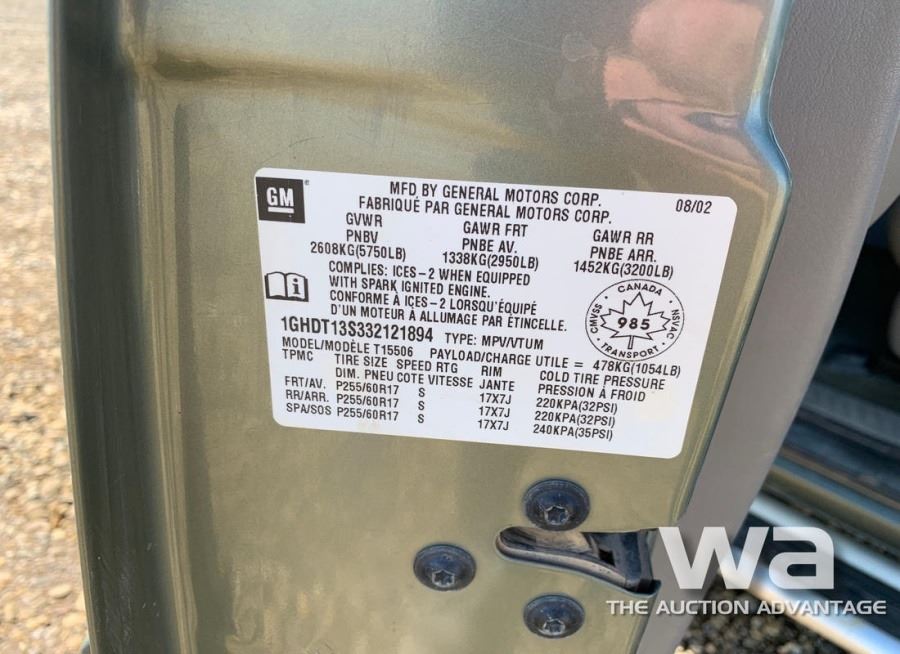 GM
MFD BY GENERAL MOTORS CORP. 08/02
FABRIQUÉ PAR GENERAL MOTORS CORP.
GVWR GAWR FRT GAWR RR
PNBV PNBE AV. PNBE ARR.
2608KG(5750LB) 1338KG(2950LB) 1452KG(3200LB)
COMPLIES: ICES-2 WHEN EQUIPPED
WITH SPARK IGNITED ENGINE.
CONFORME À ICES-2 LORSQU'ÉQUIPÉ
D'UN MOTEUR À ALLUMAGE PAR ÉTINCELLE.
CANADA
CMVSS 985 NSVAC
TRANSPORT
1GHDT13S332121894 TYPE: MPV/VTUM
MODEL/MODÈLE T15506 PAYLOAD/CHARGE UTILE = 478KG(1054LB)
TPMC TIRE SIZE SPEED RTG RIM COLD TIRE PRESSURE
DIM. PNEU COTE VITESSE JANTE PRESSION À FROID
FRT/AV. P255/60R17 S 17X7J 220KPA(32PSI)
RR/ARR. P255/60R17 S 17X7J 220KPA(32PSI)
SPA/SOS P255/60R17 S 17X7J 240KPA(35PSI)
wa
THE AUCTION ADVANTAGE